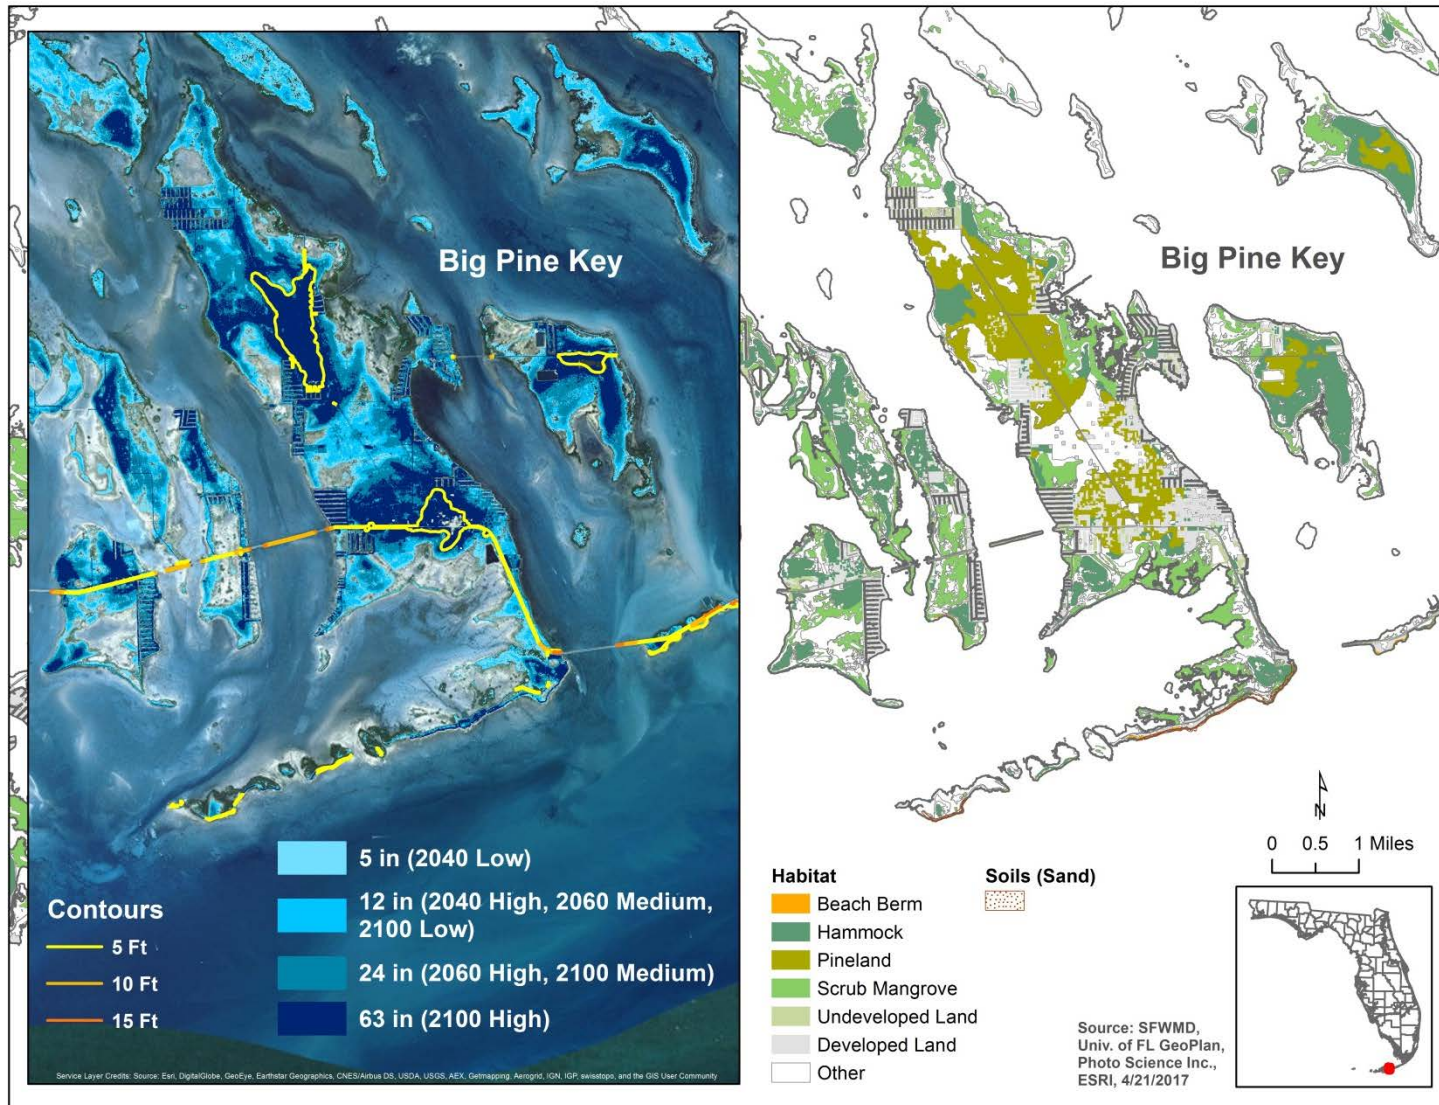 Big Pine Key
5 in (2040 Low)
12 in (2040 High, 2060 Medium,
2100 Low)
24 in (2060 High, 2100 Medium)
63 in (2100 High)
Contours
5 Ft
10 Ft
15 Ft
Service Layer Credits: Source: Esri, DigitalGlobe, GeoEye, Earthstar Geographics, CNES/Airbus DS, USDA, USGS, AEX, Getmapping, Aerogrid, IGN, IGP, swisstopo, and the GIS User Community
Big Pine Key
N
0 0.5 1 Miles
Habitat
Beach Berm
Hammock
Pineland
Scrub Mangrove
Undeveloped Land
Developed Land
Other
Soils (Sand)
Source: SFWMD,
Univ. of FL GeoPlan,
Photo Science Inc.,
ESRI, 4/21/2017